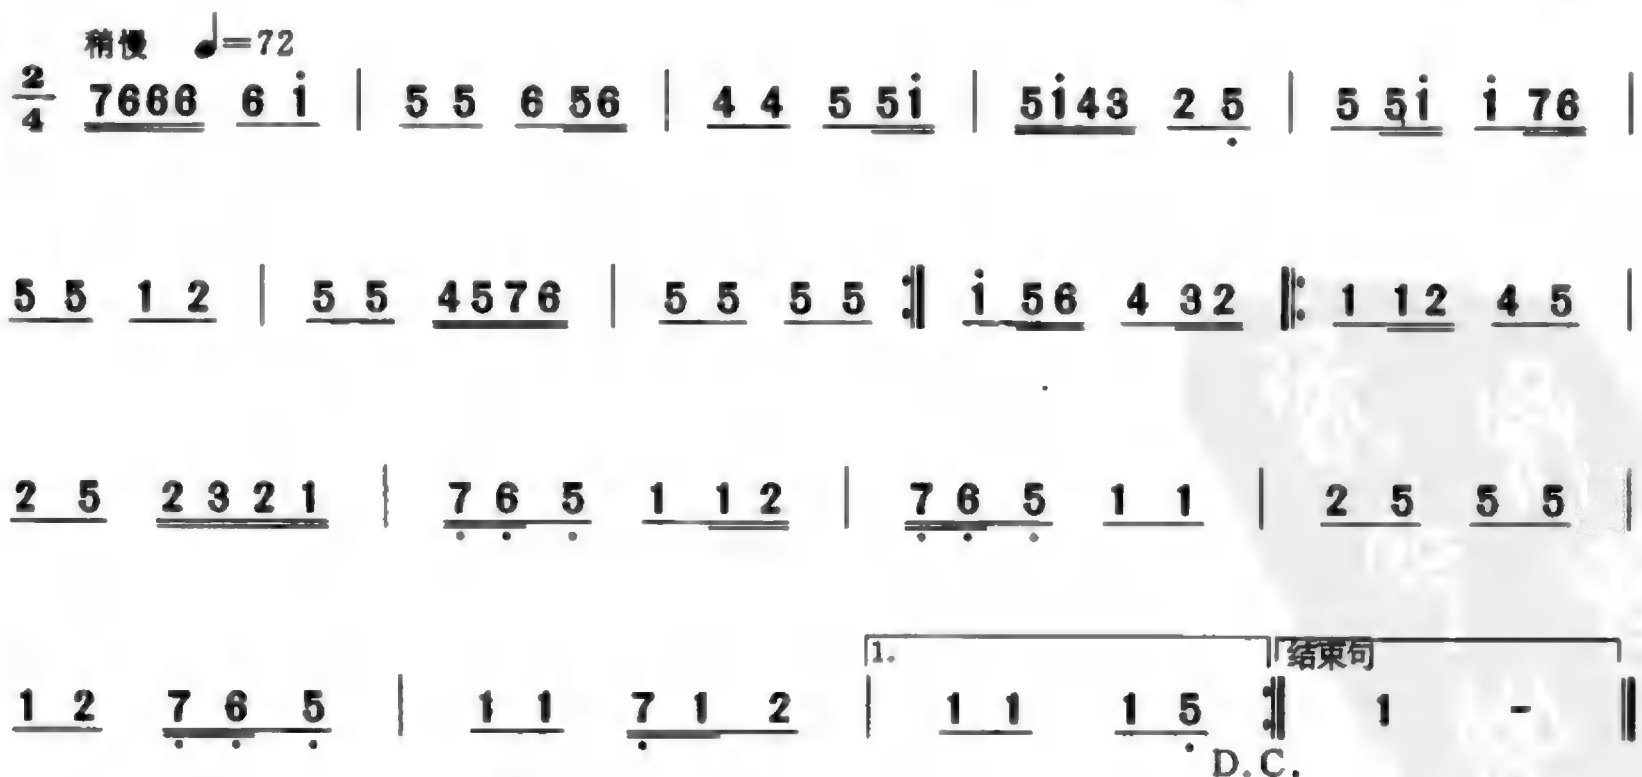 稍慢 ♩=72
2/4 7666 6 i̇ | 5 5 6 56 | 4 4 5 5i̇ | 5i̇43 2 5̣ | 5 5i̇ i̇ 76 |
5 5 1 2 | 5 5 4576 | 5 5 5 5 :‖ i̇ 56 4 32 ‖: 1 12 4 5 |
2 5 2321 | 7̣ 6̣ 5̣ 1 12 | 7̣ 6̣ 5̣ 1 1 | 2 5 5 5 |
1. 结束句
1 2 7̣ 6̣ 5̣ | 1 1 7̣ 1 2 | 1 1 1 5̣ :‖ 1 - ‖
D.C.